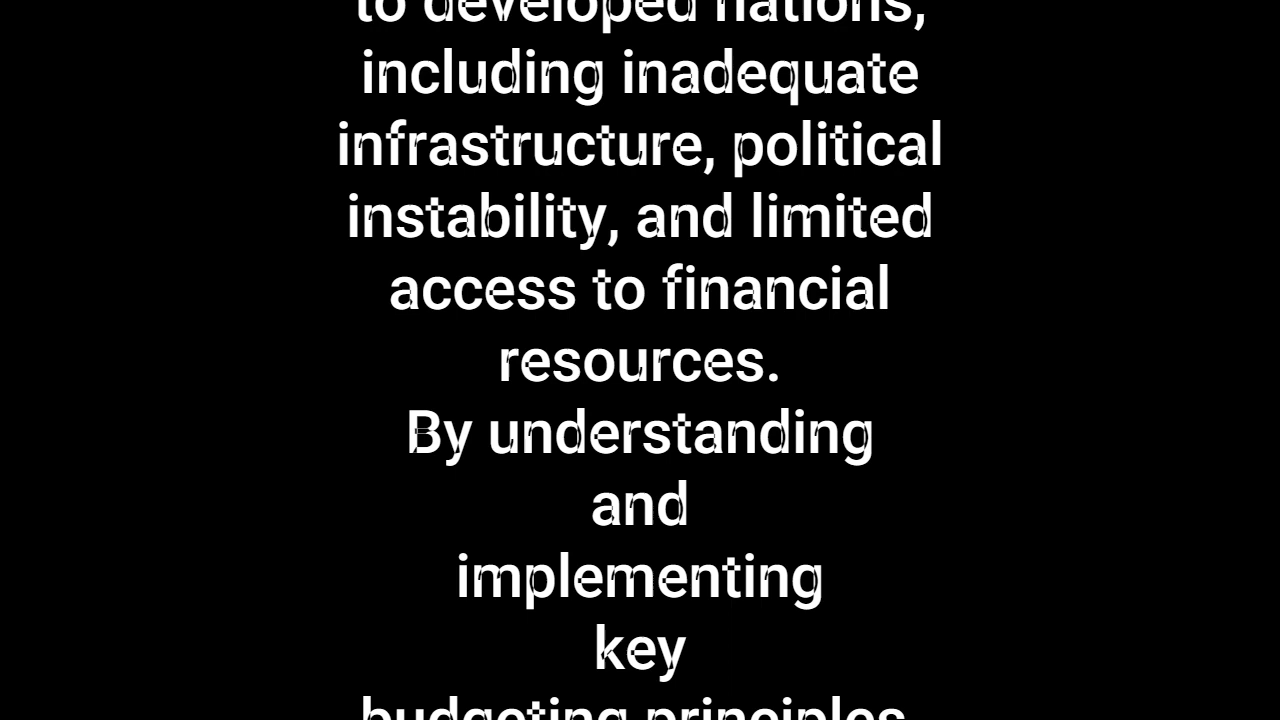 to developed nations,
including inadequate
infrastructure, political
instability, and limited
access to financial
resources.
By understanding
and
implementing
key
budgeting principles,